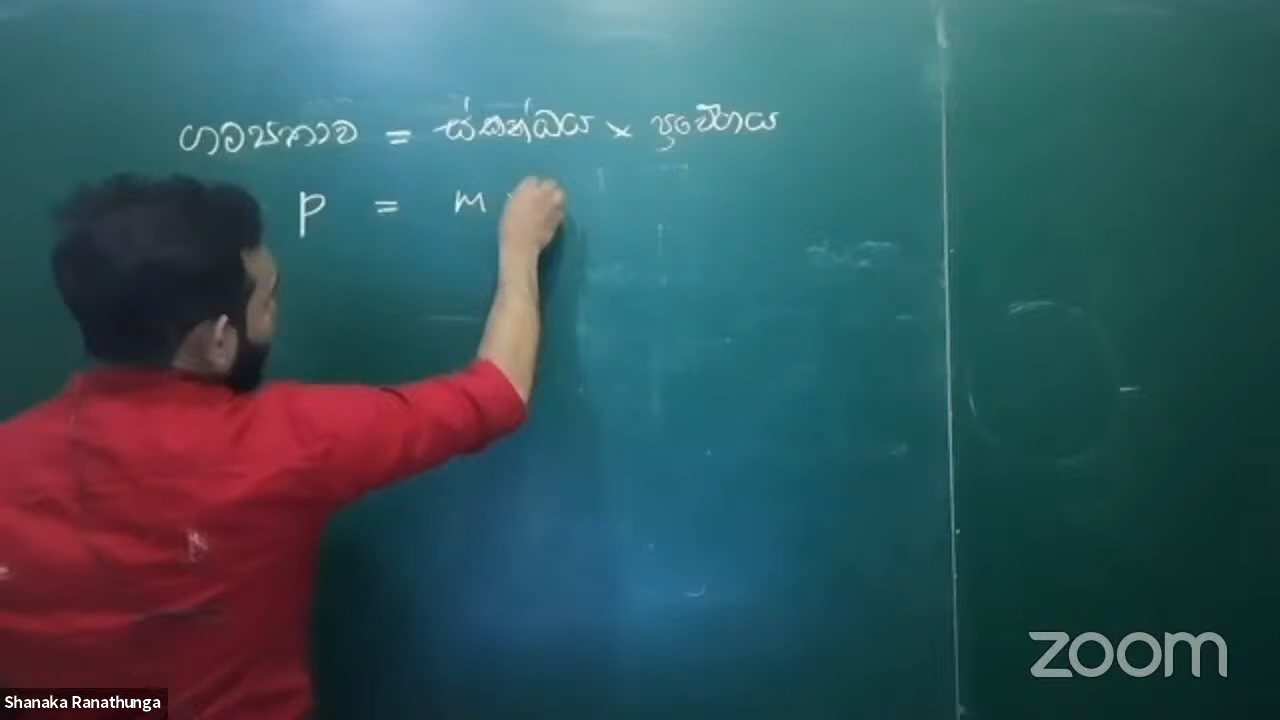 ගම්‍යතාව = ස්කන්ධය × ප්‍රවේගය
p = m
zoom
Shanaka Ranathunga